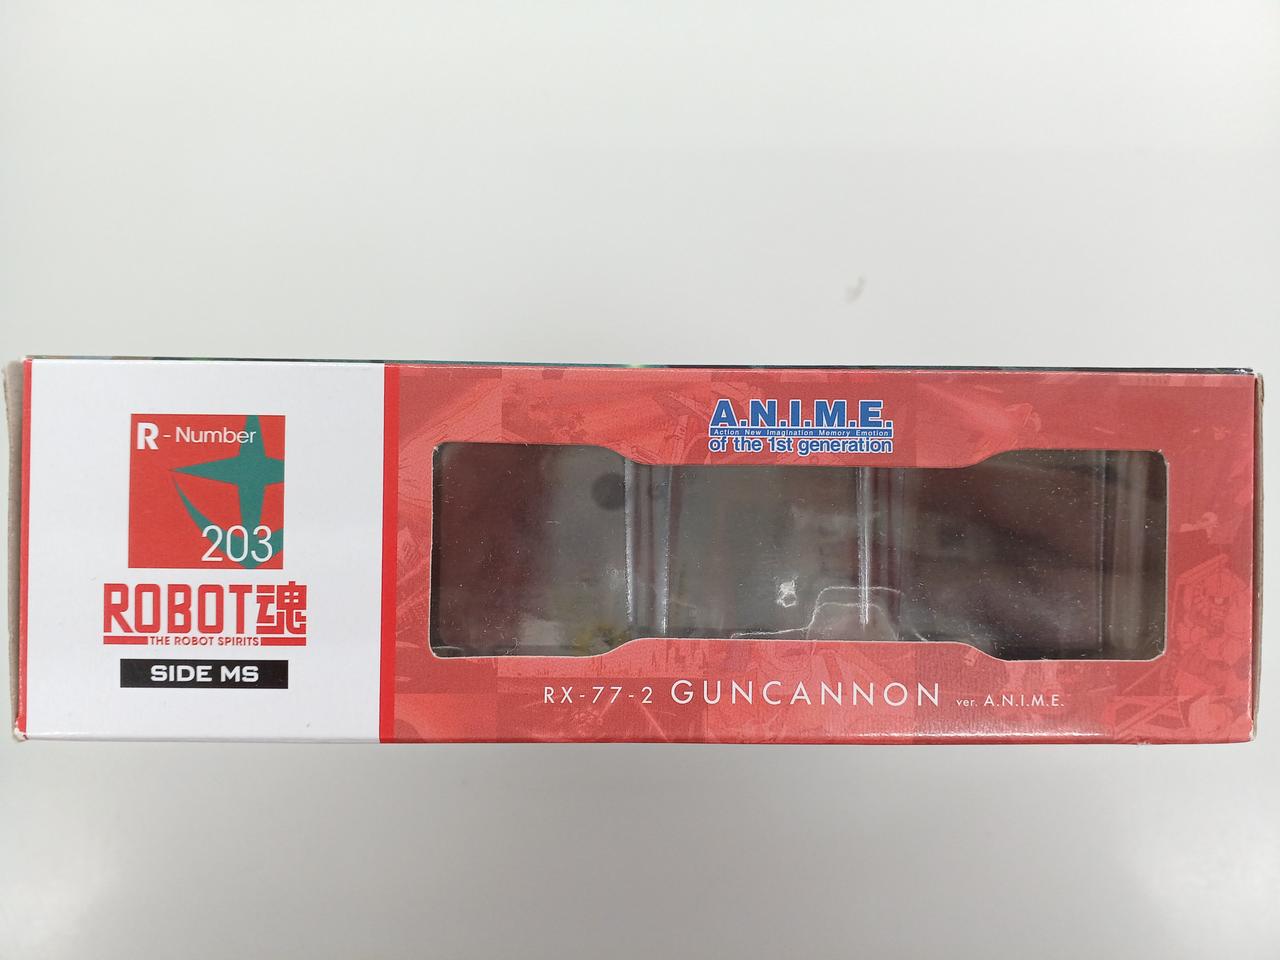 R - Number
203
ROBOT魂
THE ROBOT SPIRITS
SIDE MS
A.N.I.M.E.
Action New Imagination Memory Emotion
of the 1st generation
RX-77-2 GUNCANNON ver. A.N.I.M.E.